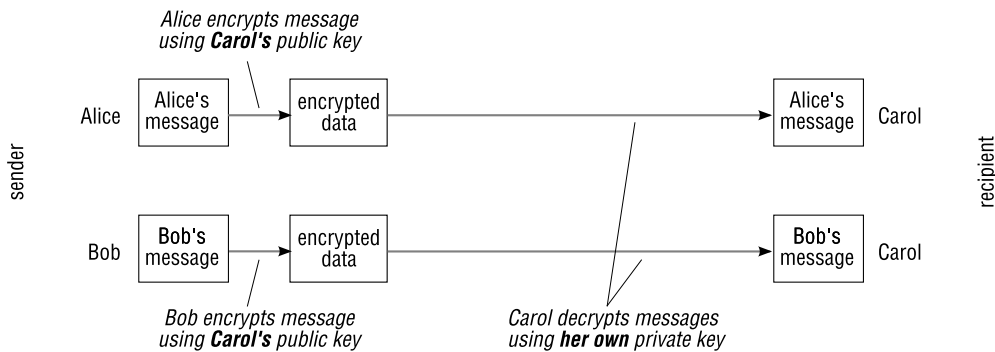 Alice encrypts message
using Carol's public key
Alice
Alice's
message
encrypted
data
Alice's
message
Carol
sender
recipient
Bob
Bob's
message
encrypted
data
Bob's
message
Carol
Bob encrypts message
using Carol's public key
Carol decrypts messages
using her own private key